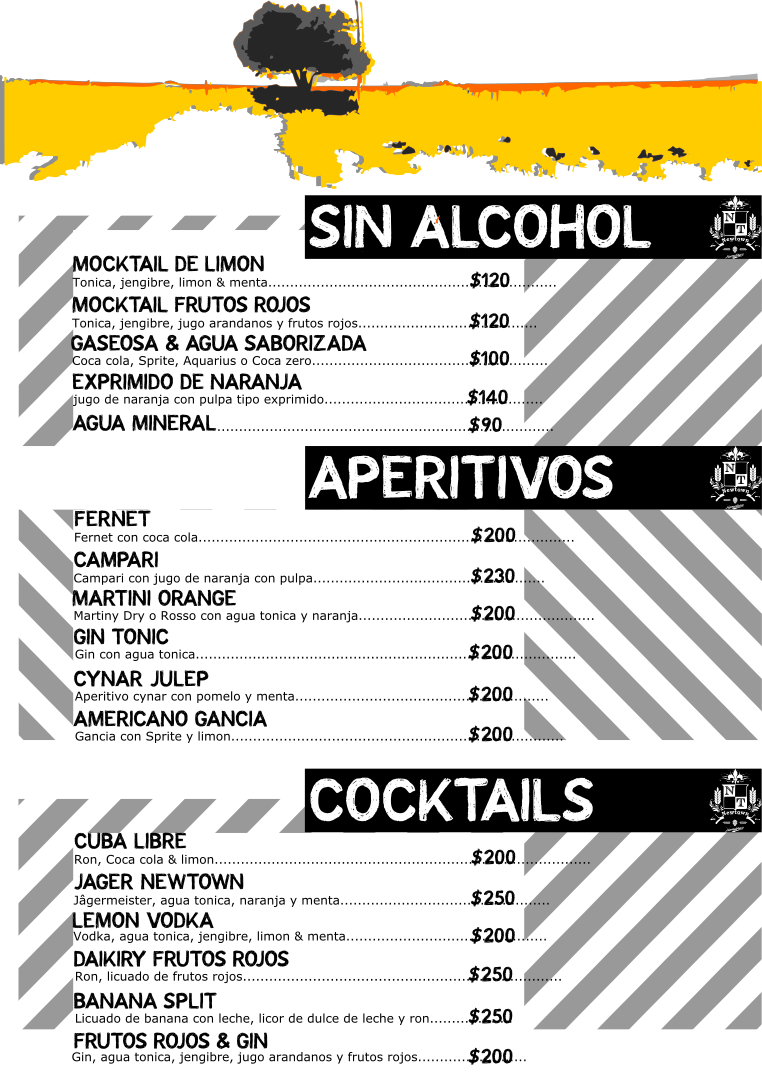 SIN ALCOHOL
NT
Newtown
MOCKTAIL DE LIMON
Tonica, jengibre, limon & menta.................................................$120...........
MOCKTAIL FRUTOS ROJOS
Tonica, jengibre, jugo arandanos y frutos rojos............................$120.......
GASEOSA & AGUA SABORIZADA
Coca cola, Sprite, Aquarius o Coca zero.......................................$100.........
EXPRIMIDO DE NARANJA
jugo de naranja con pulpa tipo exprimido....................................$140........
AGUA MINERAL.............................................................$90..........
APERITIVOS
NT
Newtown
FERNET
Fernet con coca cola..................................................................$200..............
CAMPARI
Campari con jugo de naranja con pulpa.......................................$230.......
MARTINI ORANGE
Martiny Dry o Rosso con agua tonica y naranja............................$200...................
GIN TONIC
Gin con agua tonica...................................................................$200..............
CYNAR JULEP
Aperitivo cynar con pomelo y menta...........................................$200........
AMERICANO GANCIA
Gancia con Sprite y limon...........................................................$200............
COCKTAILS
NT
Newtown
CUBA LIBRE
Ron, Coca cola & limon..............................................................$200.................
JAGER NEWTOWN
Jâgermeister, agua tonica, naranja y menta.................................$250........
LEMON VODKA
Vodka, agua tonica, jengibre, limon & menta...............................$200.......
DAIKIRY FRUTOS ROJOS
Ron, licuado de frutos rojos........................................................$250...........
BANANA SPLIT
Licuado de banana con leche, licor de dulce de leche y ron.........$250
FRUTOS ROJOS & GIN
Gin, agua tonica, jengibre, jugo arandanos y frutos rojos............$200...